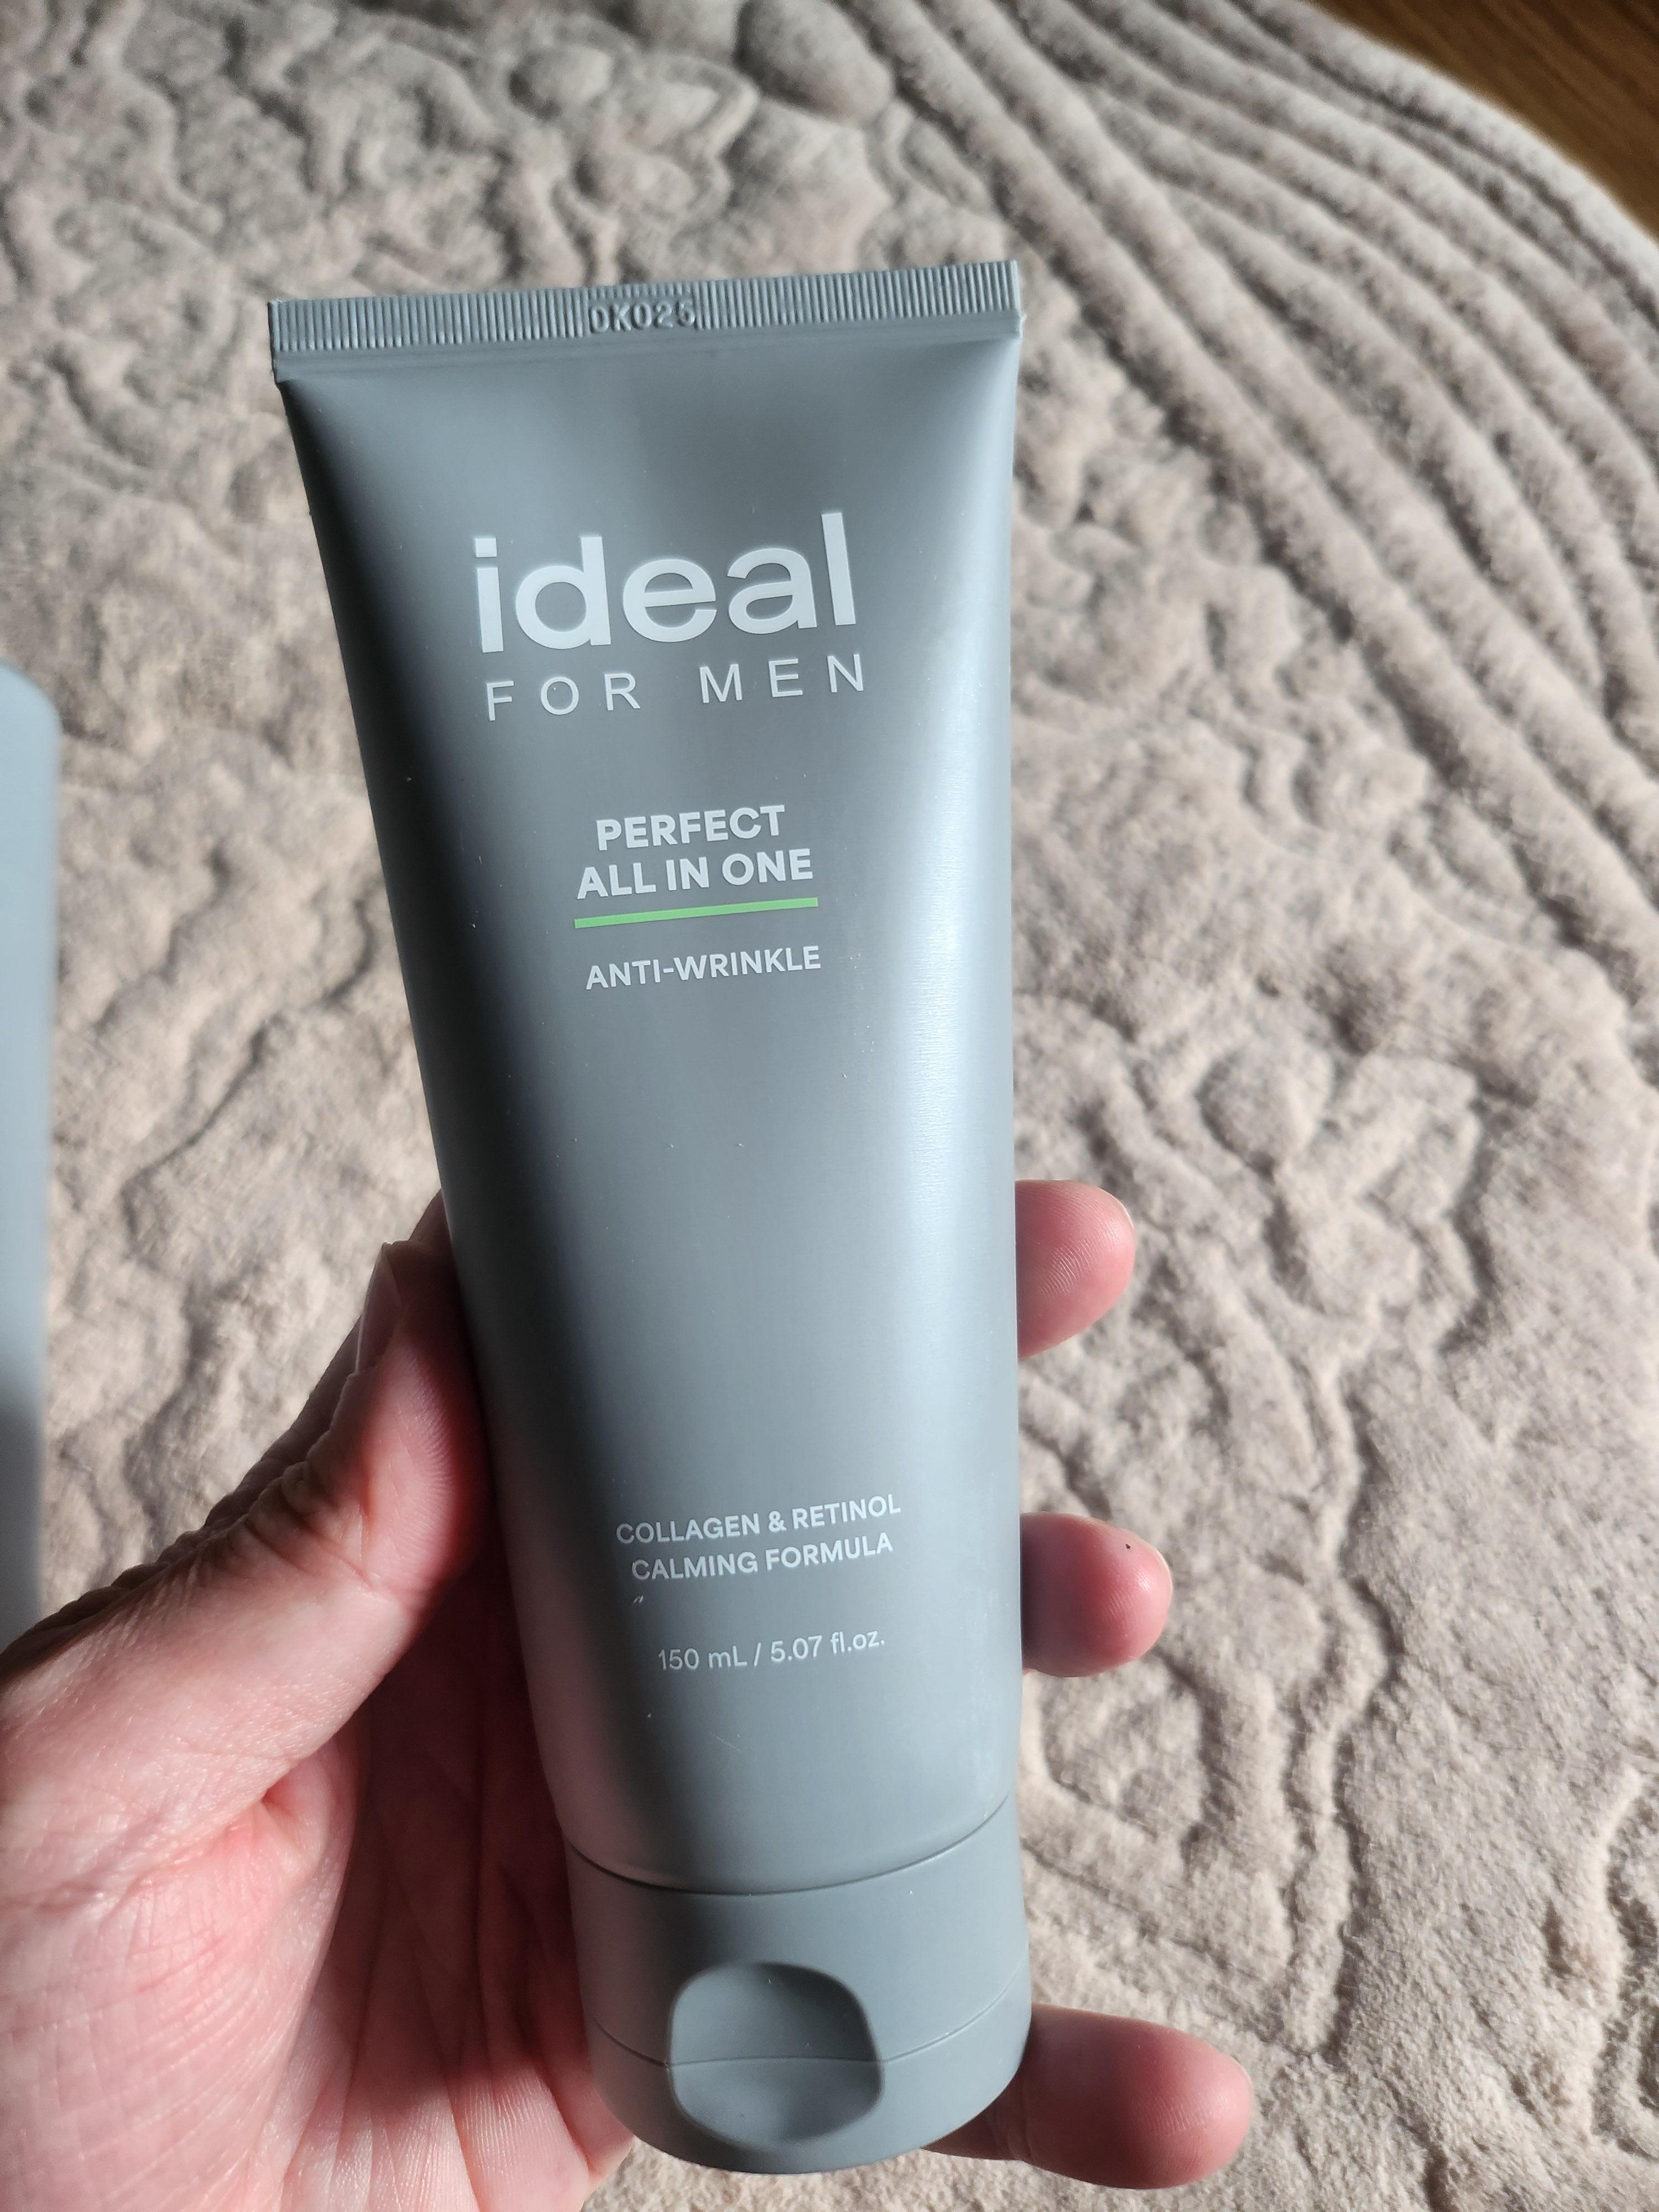 DK025
ideal
FOR MEN
PERFECT
ALL IN ONE
ANTI-WRINKLE
COLLAGEN & RETINOL
CALMING FORMULA
150 mL / 5.07 fl.oz.